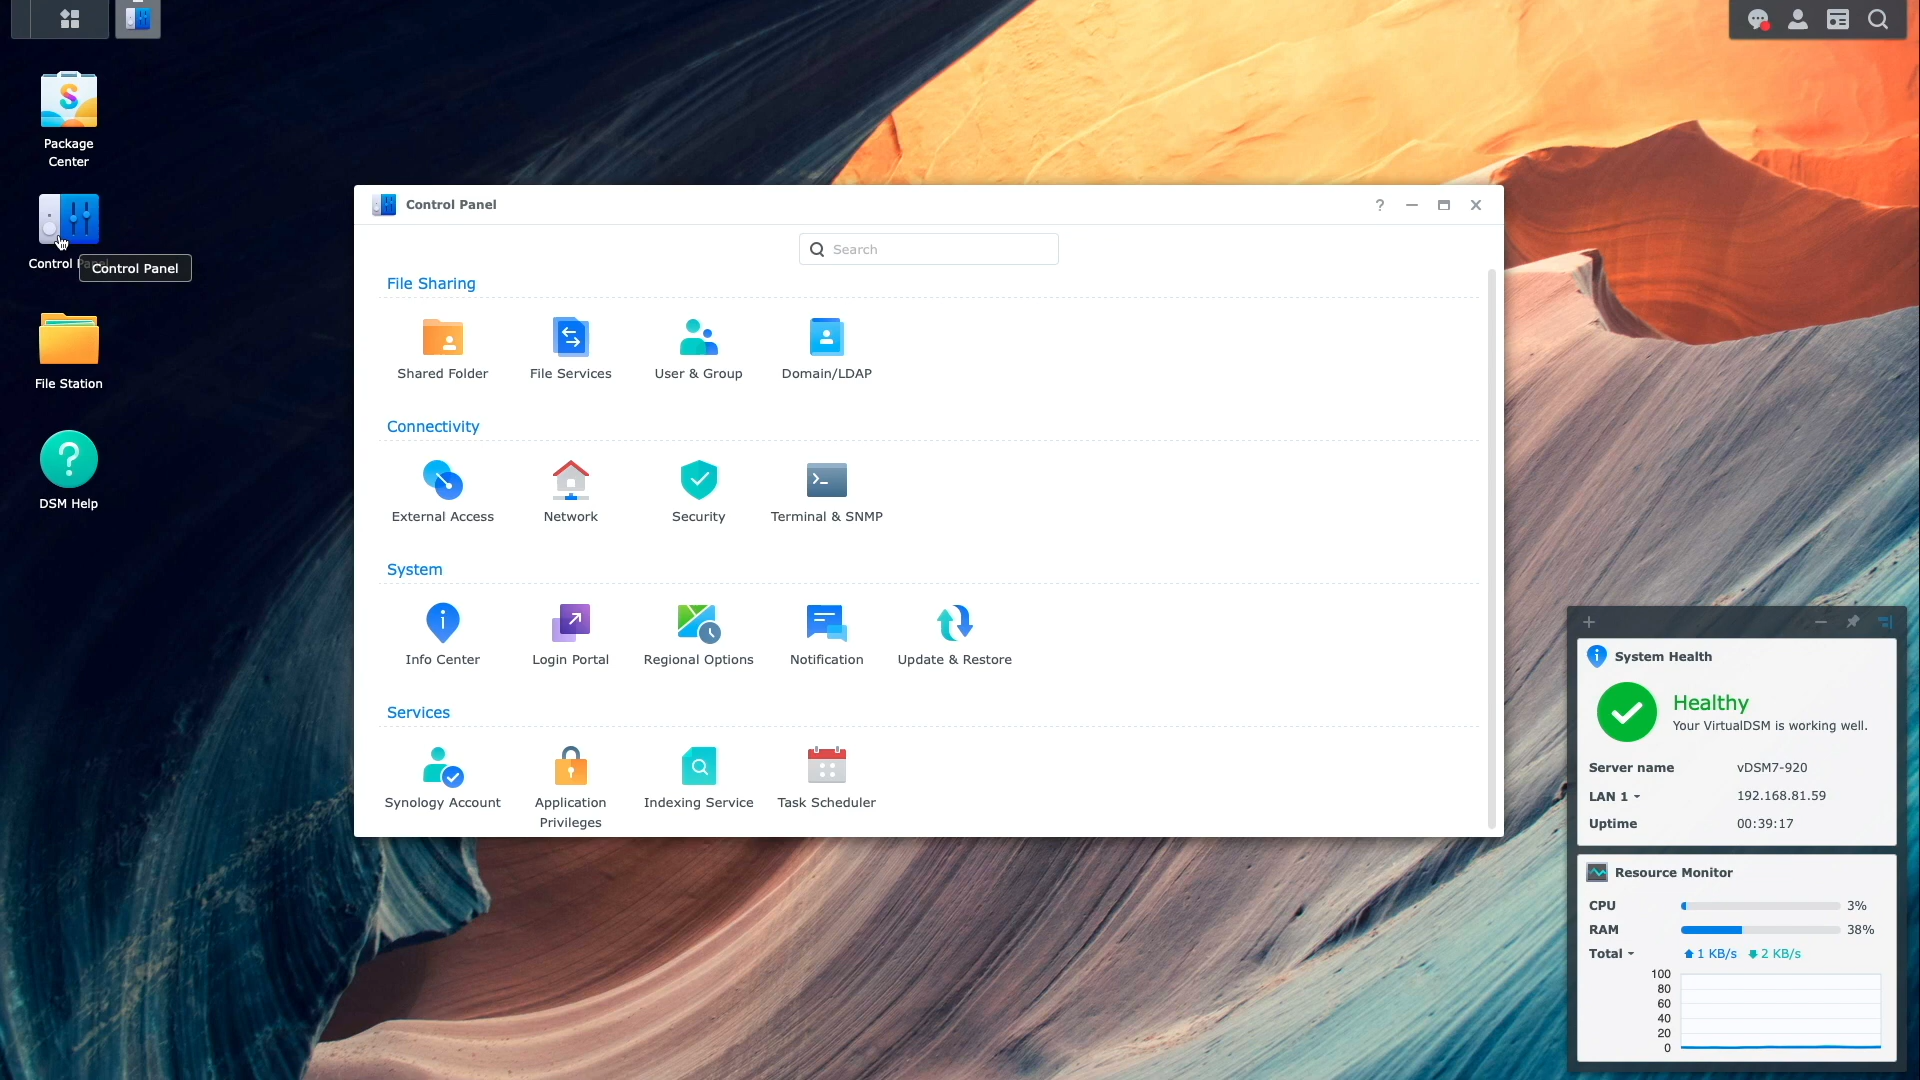 Package
Center
Control Panel
Control Panel
File Station
DSM Help
Control Panel
Search
File Sharing
Shared Folder
File Services
User & Group
Domain/LDAP
Connectivity
External Access
Network
Security
Terminal & SNMP
System
Info Center
Login Portal
Regional Options
Notification
Update & Restore
Services
Synology Account
Application
Privileges
Indexing Service
Task Scheduler
System Health
Healthy
Your VirtualDSM is working well.
Server name vDSM7-920
LAN 1 192.168.81.59
Uptime 00:39:17
Resource Monitor
CPU 3%
RAM 38%
Total 1 KB/s 2 KB/s
100
80
60
40
20
0